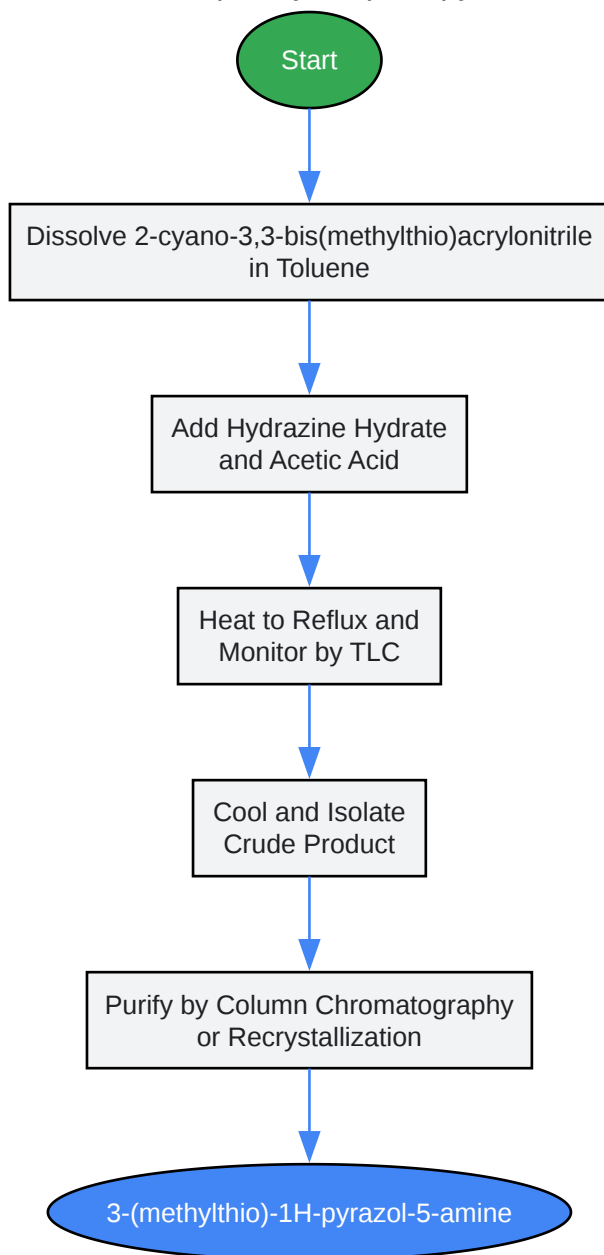 Start
Dissolve 2-cyano-3,3-bis(methylthio)acrylonitrile
in Toluene
Add Hydrazine Hydrate
and Acetic Acid
Heat to Reflux and
Monitor by TLC
Cool and Isolate
Crude Product
Purify by Column Chromatography
or Recrystallization
3-(methylthio)-1H-pyrazol-5-amine